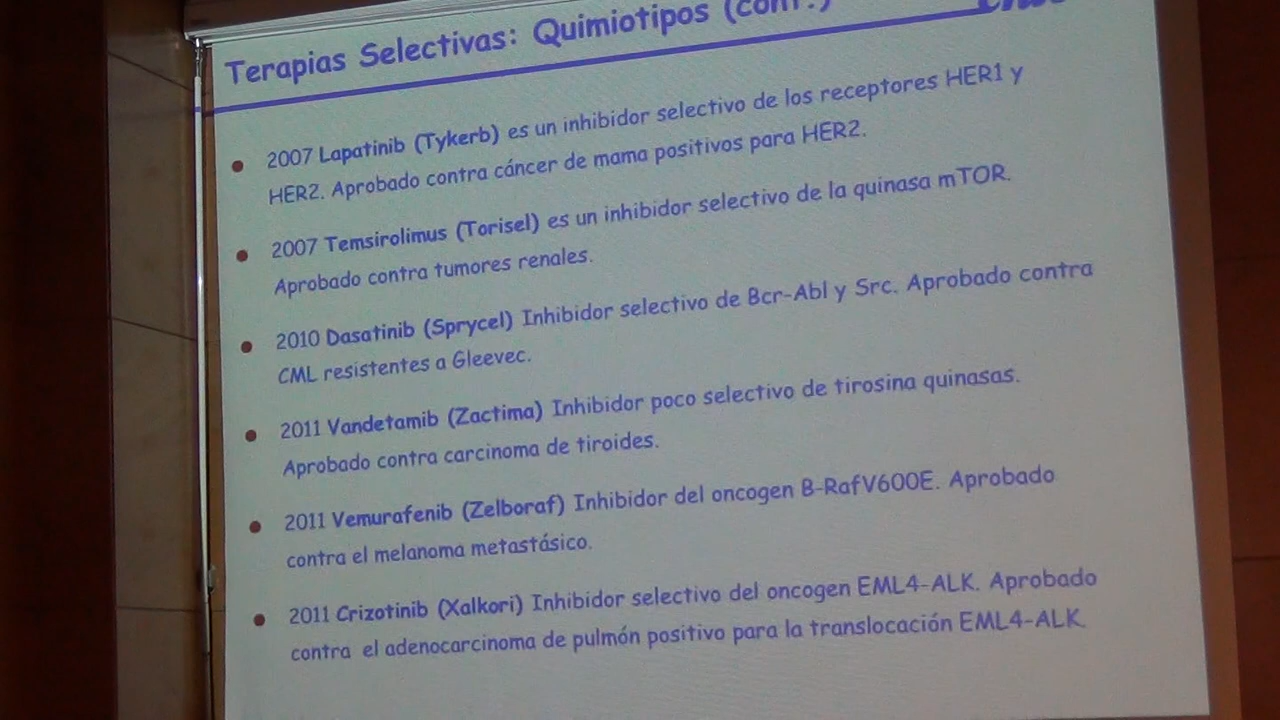 Terapias Selectivas: Quimiotipos (cont.)
• 2007 Lapatinib (Tykerb) es un inhibidor selectivo de los receptores HER1 y
HER2. Aprobado contra cáncer de mama positivos para HER2.
• 2007 Temsirolimus (Torisel) es un inhibidor selectivo de la quinasa mTOR.
Aprobado contra tumores renales.
• 2010 Dasatinib (Sprycel) Inhibidor selectivo de Bcr-Abl y Src. Aprobado contra
CML resistentes a Gleevec.
• 2011 Vandetamib (Zactima) Inhibidor poco selectivo de tirosina quinasas.
Aprobado contra carcinoma de tiroides.
• 2011 Vemurafenib (Zelboraf) Inhibidor del oncogen B-RafV600E. Aprobado
contra el melanoma metastásico.
• 2011 Crizotinib (Xalkori) Inhibidor selectivo del oncogen EML4-ALK. Aprobado
contra el adenocarcinoma de pulmón positivo para la translocación EML4-ALK.